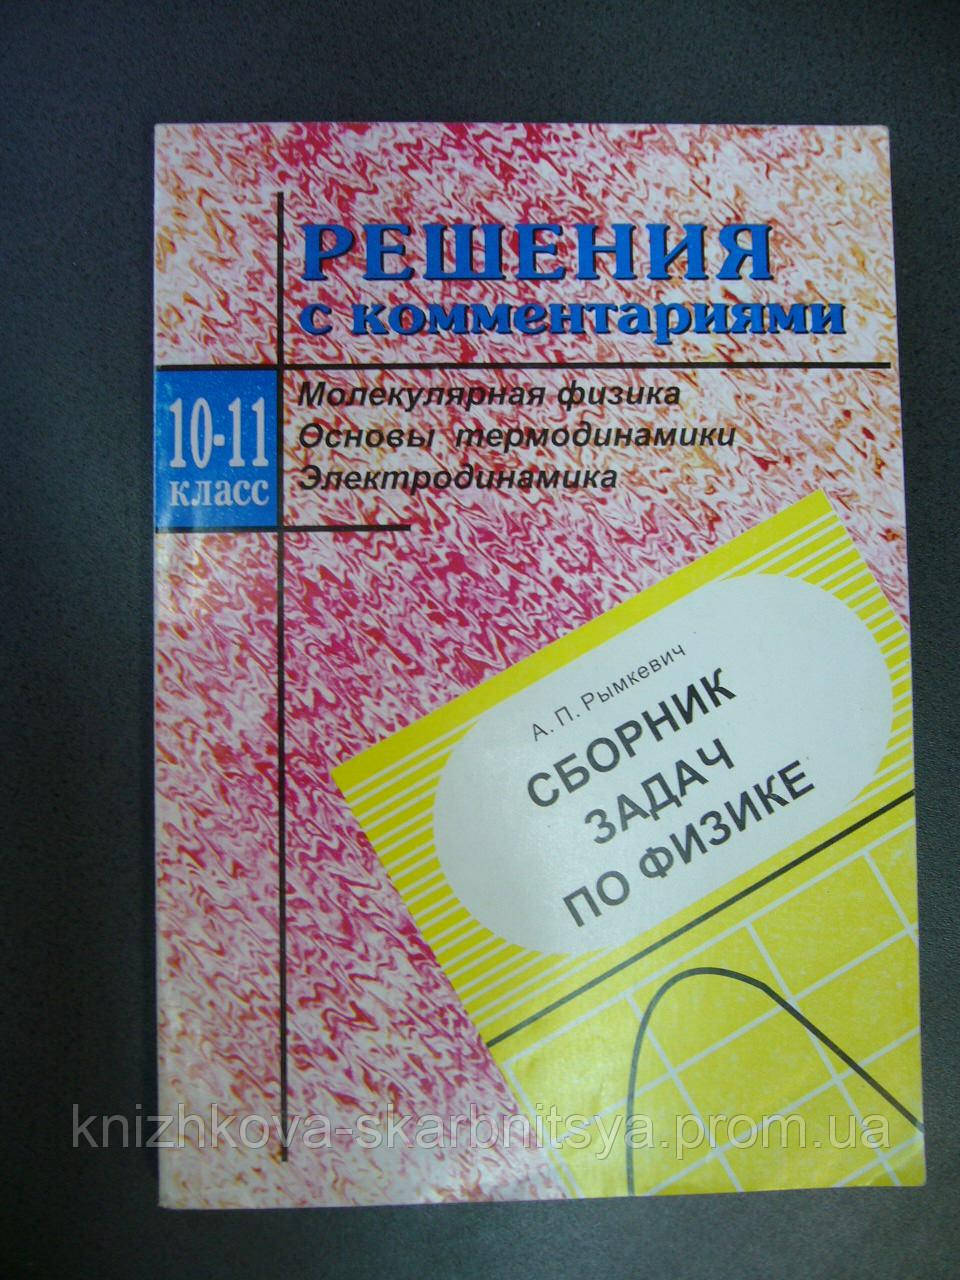 РЕШЕНИЯ
с комментариями
10-11
класс
Молекулярная физика
Основы термодинамики
Электродинамика
А. П. Рымкевич
СБОРНИК
ЗАДАЧ
ПО ФИЗИКЕ
knizhkova-skarbnitsya.prom.ua